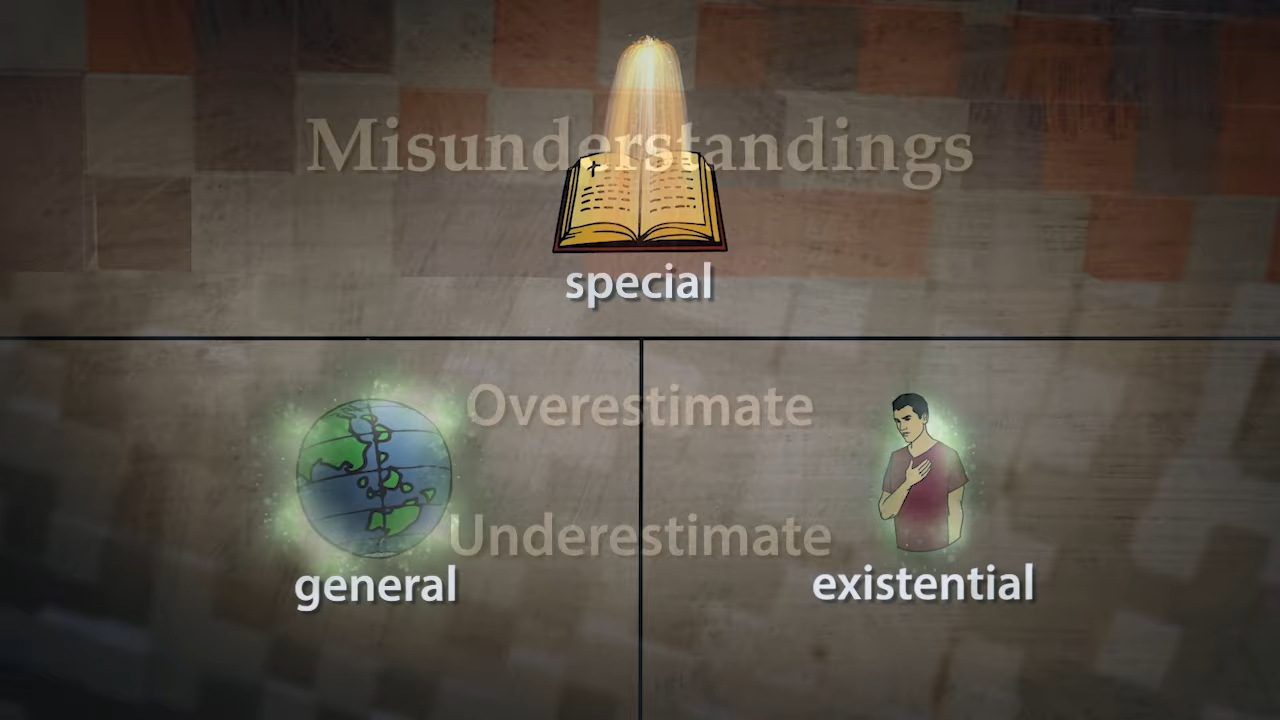 Misunderstandings
special
Overestimate
Underestimate
general
existential